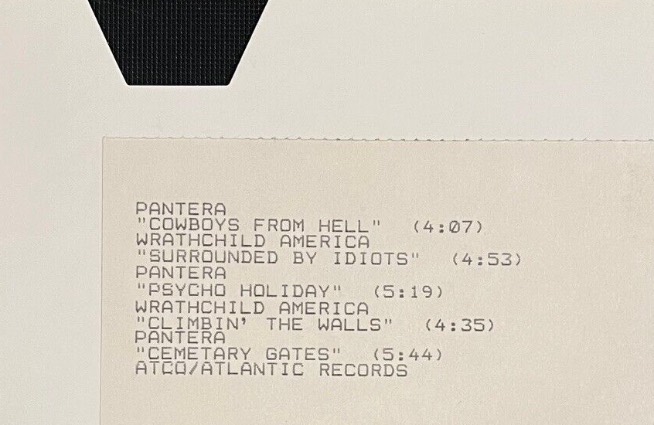 PANTERA
"COWBOYS FROM HELL" (4:07)
WRATHCHILD AMERICA
"SURROUNDED BY IDIOTS" (4:53)
PANTERA
"PSYCHO HOLIDAY" (5:19)
WRATHCHILD AMERICA
"CLIMBIN' THE WALLS" (4:35)
PANTERA
"CEMETARY GATES" (5:44)
ATCO/ATLANTIC RECORDS